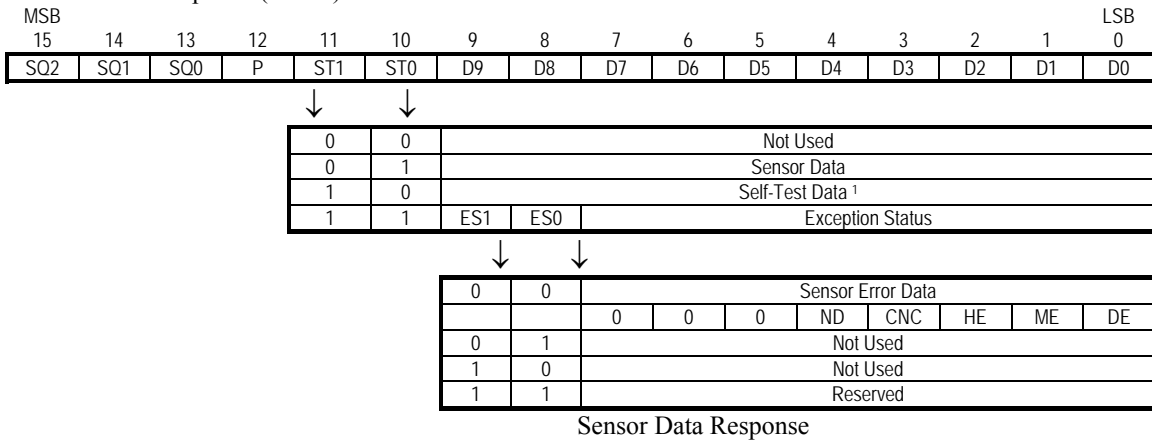 MSB LSB
15 14 13 12 11 10 9 8 7 6 5 4 3 2 1 0
SQ2 SQ1 SQ0 P ST1 ST0 D9 D8 D7 D6 D5 D4 D3 D2 D1 D0
↓ ↓
0 0 Not Used
0 1 Sensor Data
1 0 Self-Test Data 1
1 1 ES1 ES0 Exception Status
↓ ↓
0 0 Sensor Error Data
0 0 0 ND CNC HE ME DE
0 1 Not Used
1 0 Not Used
1 1 Reserved
Sensor Data Response